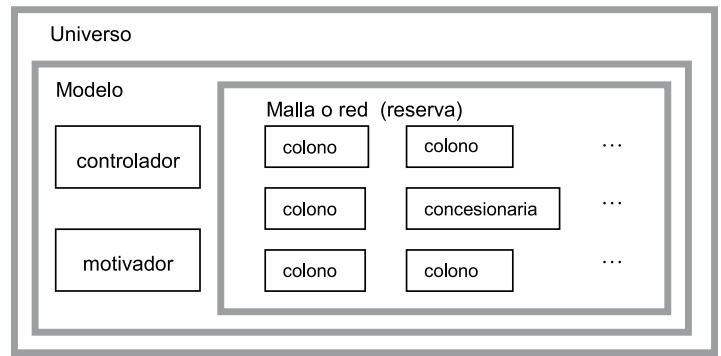 Universo
Modelo
Malla o red (reserva)
controlador
colono colono ...
colono concesionaria ...
motivador
colono colono ...